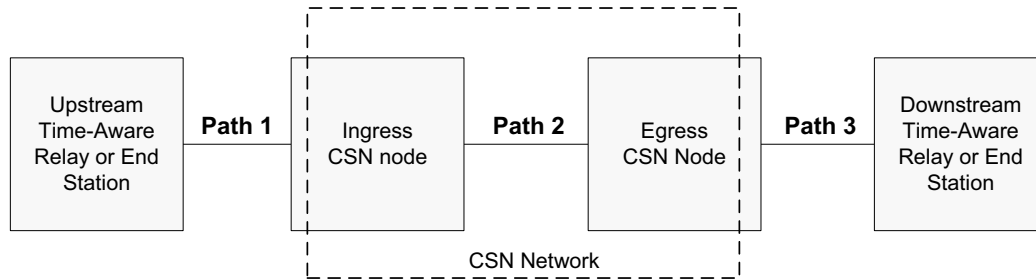 Upstream
Time-Aware
Relay or End
Station
Path 1
Ingress
CSN node
Path 2
Egress
CSN Node
Path 3
Downstream
Time-Aware
Relay or End
Station
CSN Network